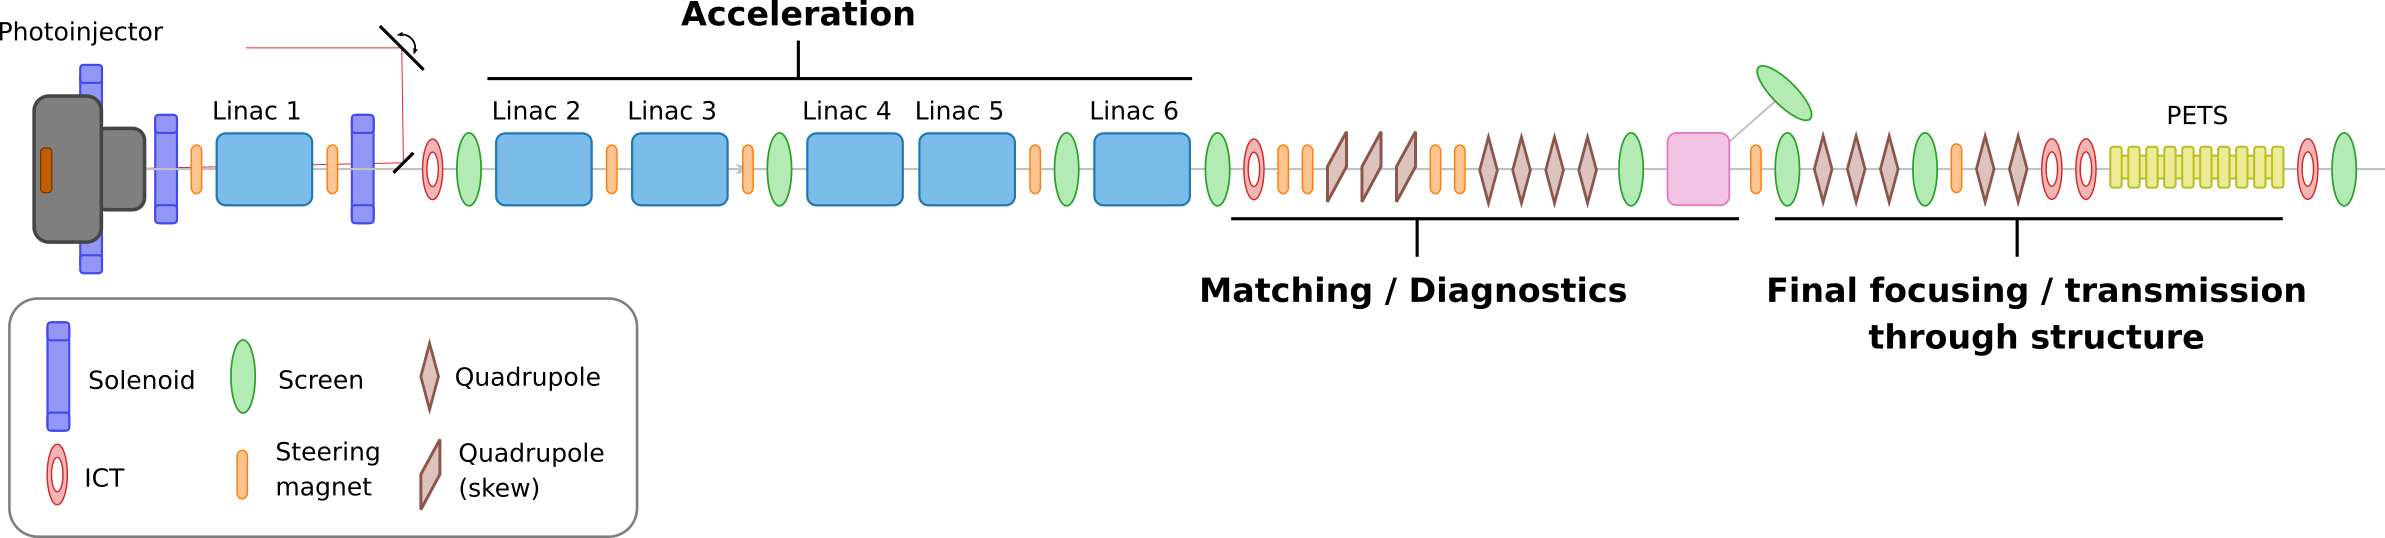 Acceleration
Photoinjector
Linac 1
Linac 2
Linac 3
Linac 4
Linac 5
Linac 6
PETS
Matching / Diagnostics
Final focusing / transmission
through structure
Solenoid
Screen
Quadrupole
ICT
Steering
magnet
Quadrupole
(skew)